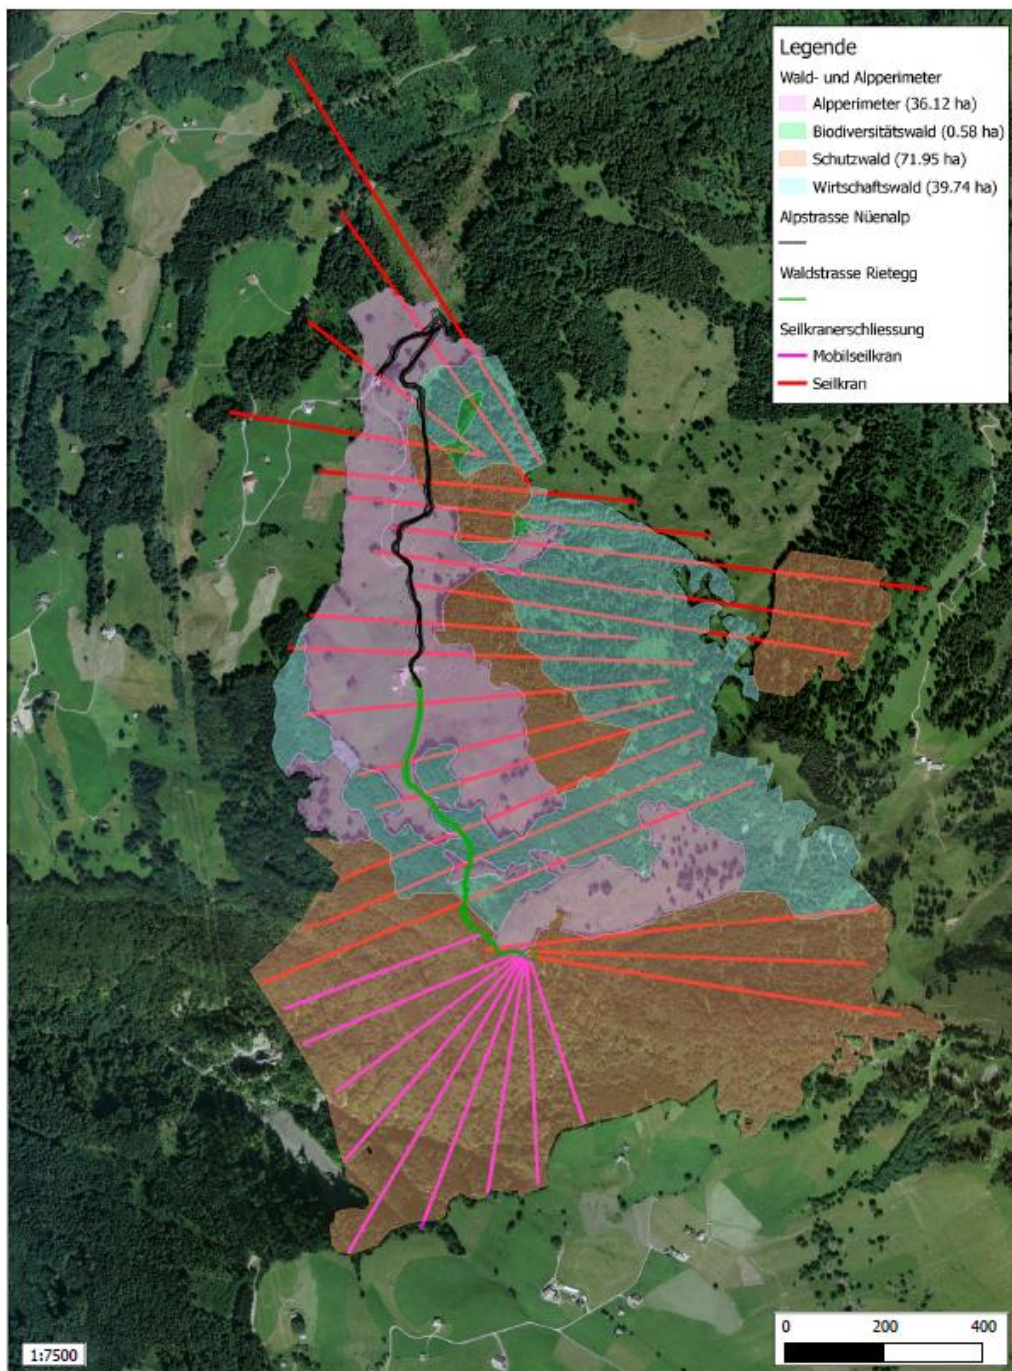 Legende
Wald- und Alpperimeter
Alpperimeter (36.12 ha)
Biodiversitätswald (0.58 ha)
Schutzwald (71.95 ha)
Wirtschaftswald (39.74 ha)
Alpstrasse Nüenalp
Waldstrasse Rietegg
Seilkranerschliessung
Mobilseilkran
Seilkran
1:7500
0 200 400